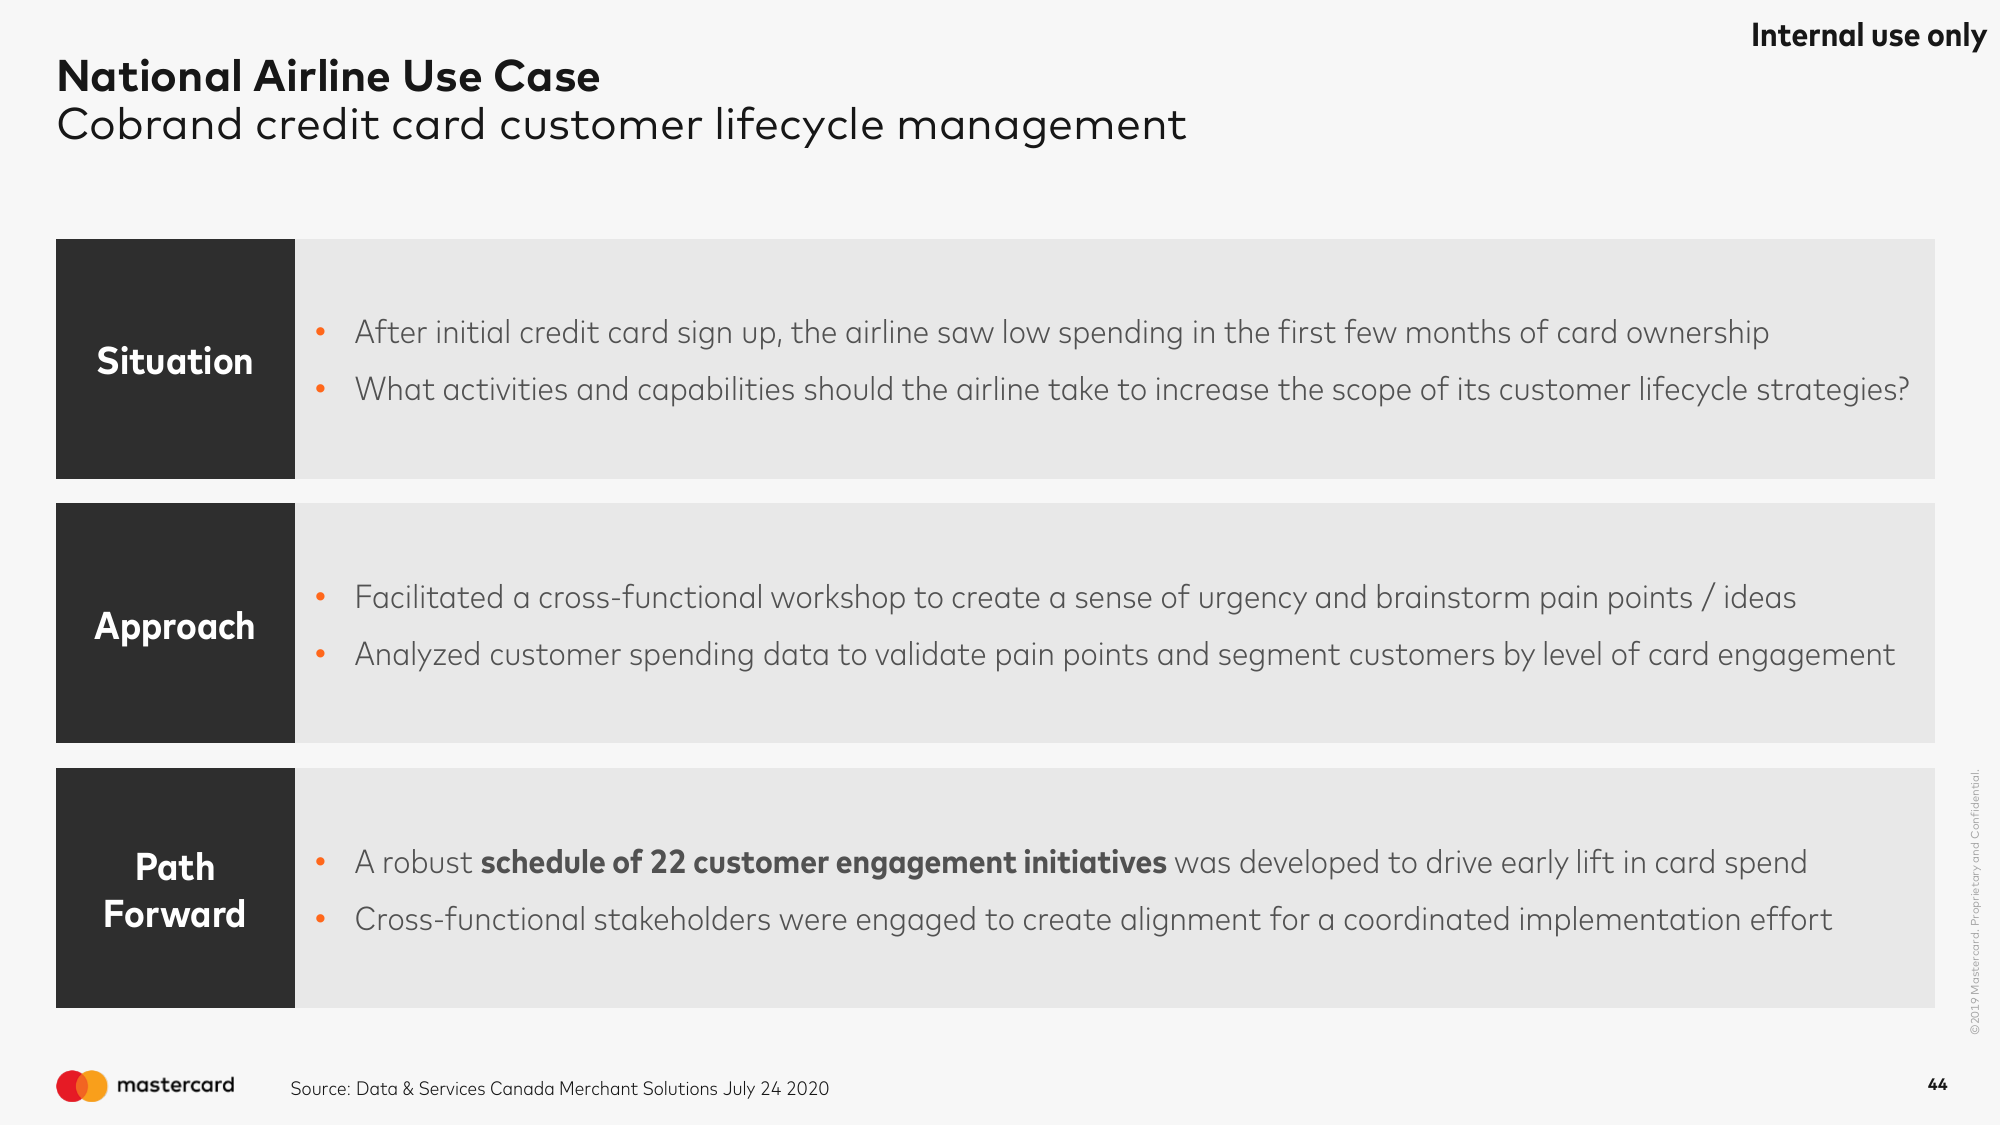 Internal use only
National Airline Use Case
Cobrand credit card customer lifecycle management
Situation
• After initial credit card sign up, the airline saw low spending in the first few months of card ownership
• What activities and capabilities should the airline take to increase the scope of its customer lifecycle strategies?
Approach
• Facilitated a cross-functional workshop to create a sense of urgency and brainstorm pain points / ideas
• Analyzed customer spending data to validate pain points and segment customers by level of card engagement
Path
Forward
• A robust schedule of 22 customer engagement initiatives was developed to drive early lift in card spend
• Cross-functional stakeholders were engaged to create alignment for a coordinated implementation effort
©2019 Mastercard. Proprietary and Confidential.
mastercard
Source: Data & Services Canada Merchant Solutions July 24 2020
44